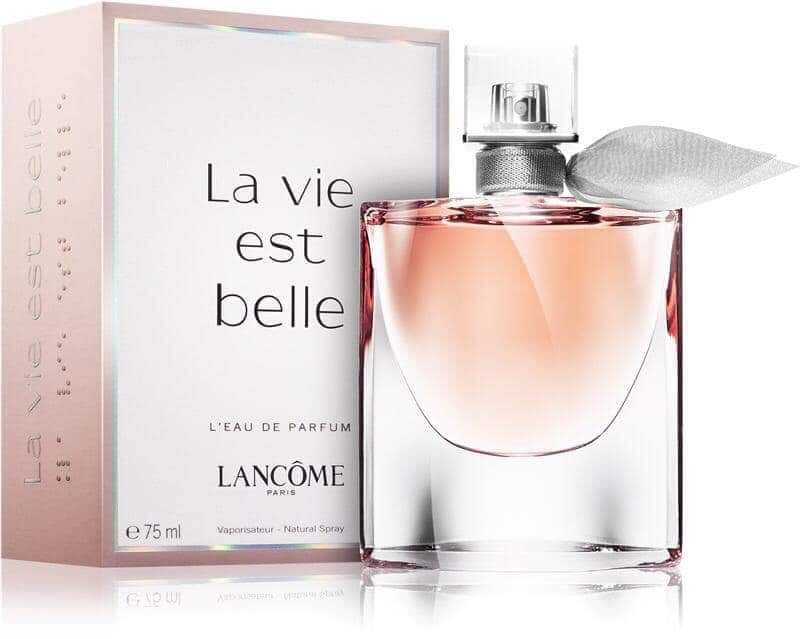 La vie est belle
La vie
est
belle
L'EAU DE PARFUM
LANCÔME
PARIS
e 75 ml
Vaporisateur - Natural Spray